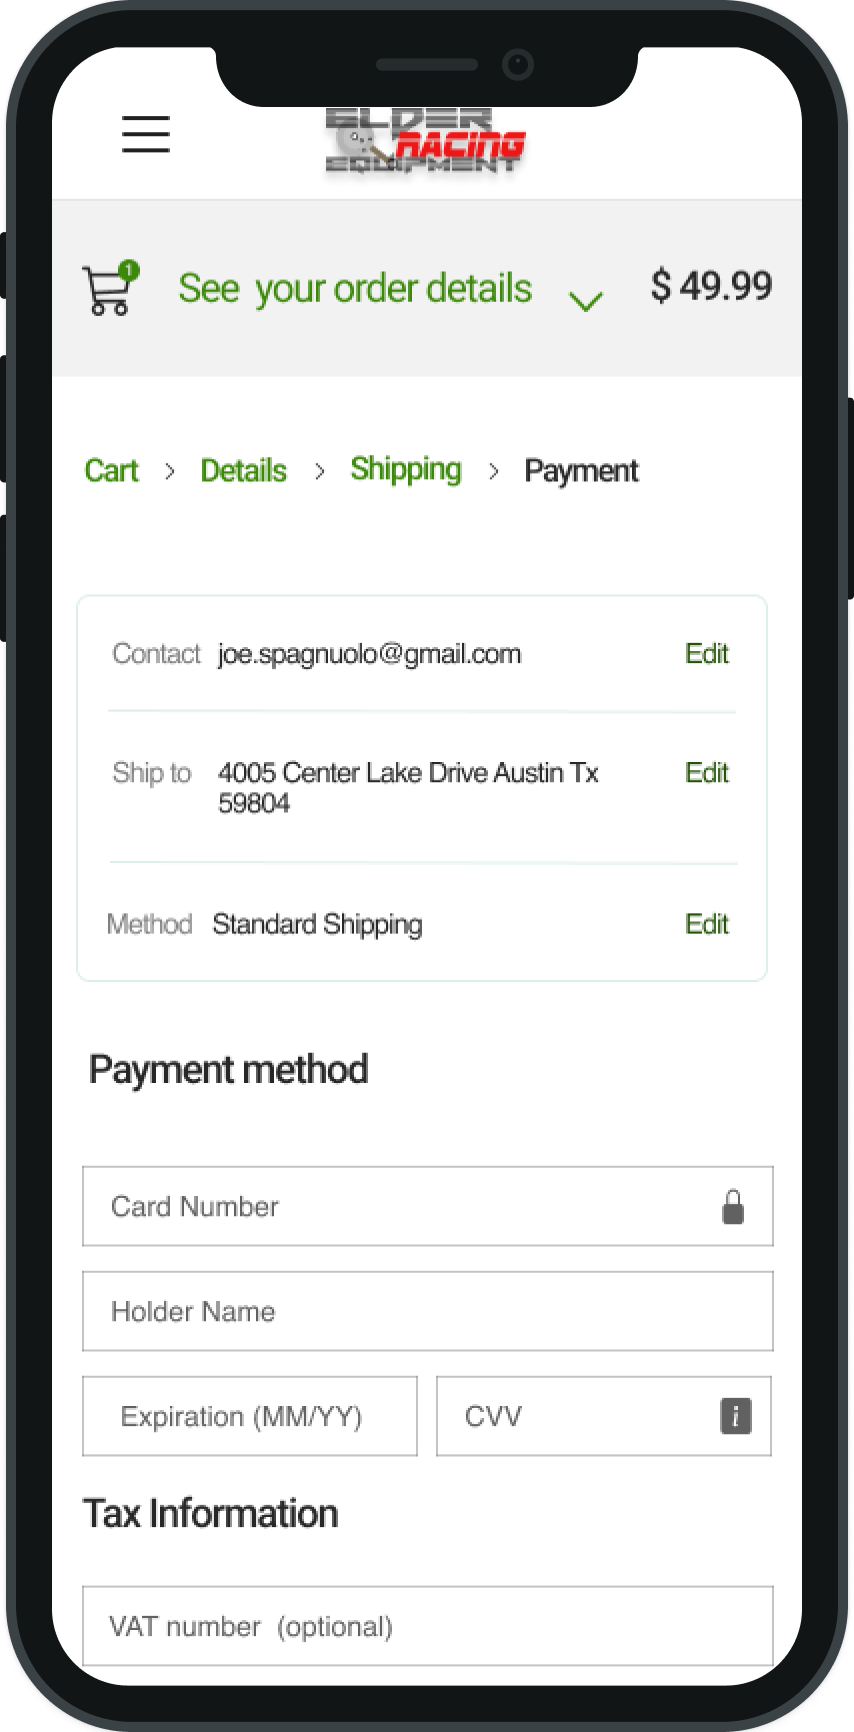 ELDER
RACING
EQUIPMENT
1
See your order details
$ 49.99
Cart > Details > Shipping > Payment
Contact joe.spagnuolo@gmail.com Edit
Ship to 4005 Center Lake Drive Austin Tx Edit
59804
Method Standard Shipping Edit
Payment method
Card Number
Holder Name
Expiration (MM/YY) CVV i
Tax Information
VAT number (optional)